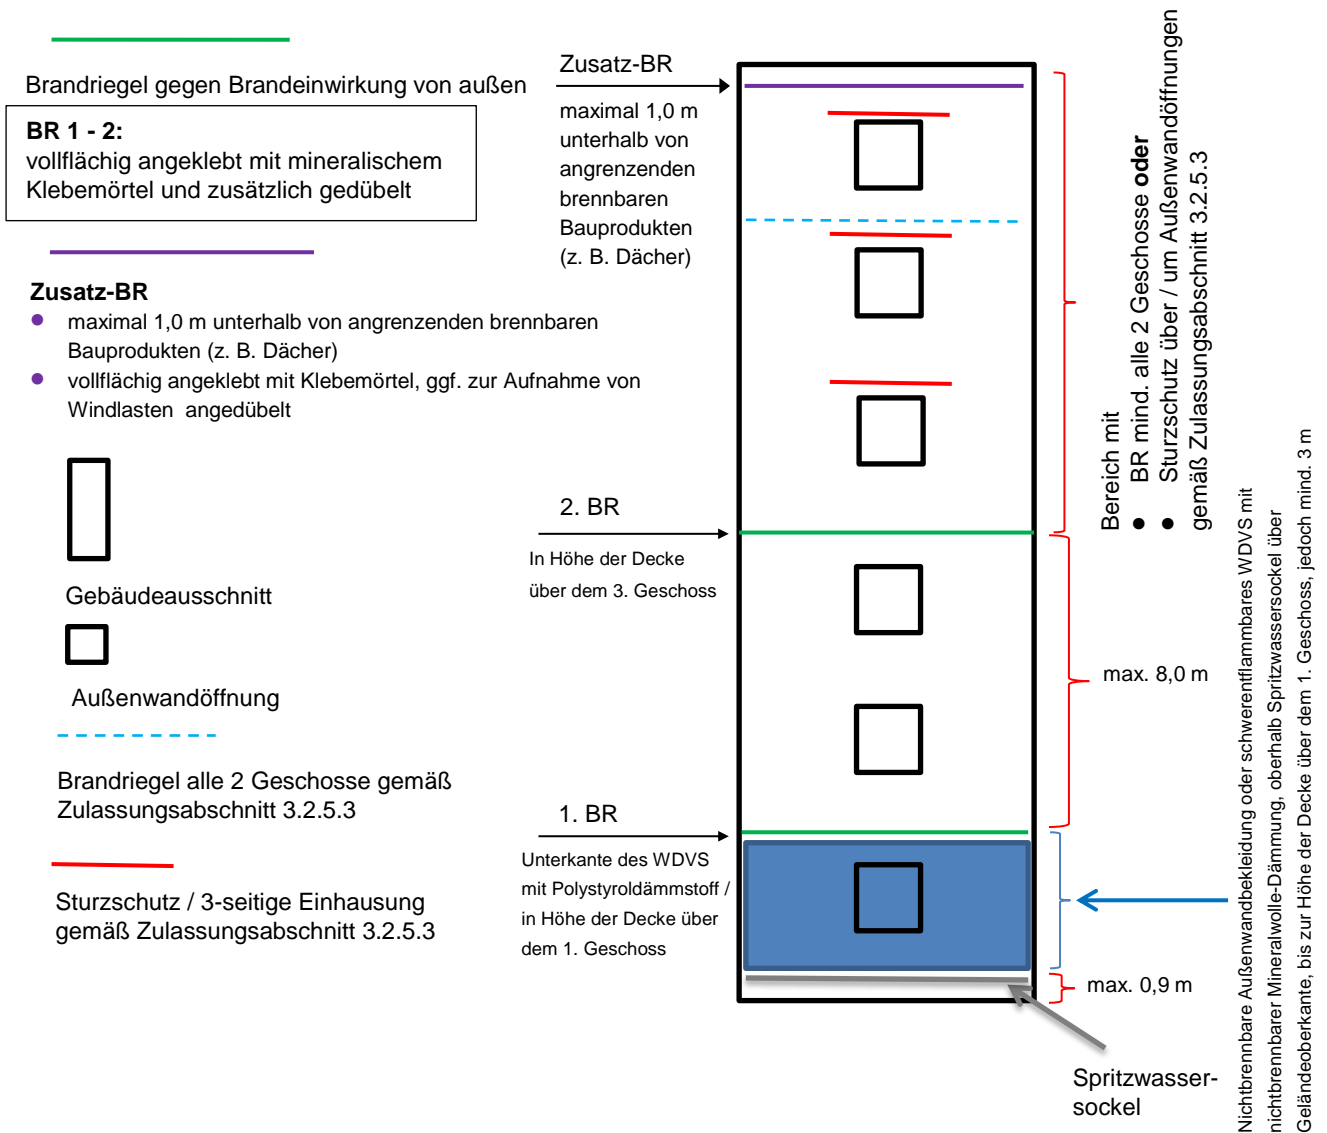 Brandriegel gegen Brandeinwirkung von außen
BR 1 - 2:
vollflächig angeklebt mit mineralischem
Klebemörtel und zusätzlich gedübelt
Zusatz-BR
● maximal 1,0 m unterhalb von angrenzenden brennbaren
Bauprodukten (z. B. Dächer)
● vollflächig angeklebt mit Klebemörtel, ggf. zur Aufnahme von
Windlasten angedübelt
Gebäudeausschnitt
Außenwandöffnung
Brandriegel alle 2 Geschosse gemäß
Zulassungsabschnitt 3.2.5.3
Sturzschutz / 3-seitige Einhausung
gemäß Zulassungsabschnitt 3.2.5.3
Zusatz-BR
maximal 1,0 m
unterhalb von
angrenzenden
brennbaren
Bauprodukten
(z. B. Dächer)
2. BR
In Höhe der Decke
über dem 3. Geschoss
1. BR
Unterkante des WDVS
mit Polystyroldämmstoff /
in Höhe der Decke über
dem 1. Geschoss
Bereich mit
● BR mind. alle 2 Geschosse oder
● Sturzschutz über / um Außenwandöffnungen
gemäß Zulassungsabschnitt 3.2.5.3
max. 8,0 m
max. 0,9 m
Spritzwasser-
sockel
Nichtbrennbare Außenwandbekleidung oder schwerentflammbares WDVS mit
nichtbrennbarer Mineralwolle-Dämmung, oberhalb Spritzwassersockel über
Geländeoberkante, bis zur Höhe der Decke über dem 1. Geschoss, jedoch mind. 3 m